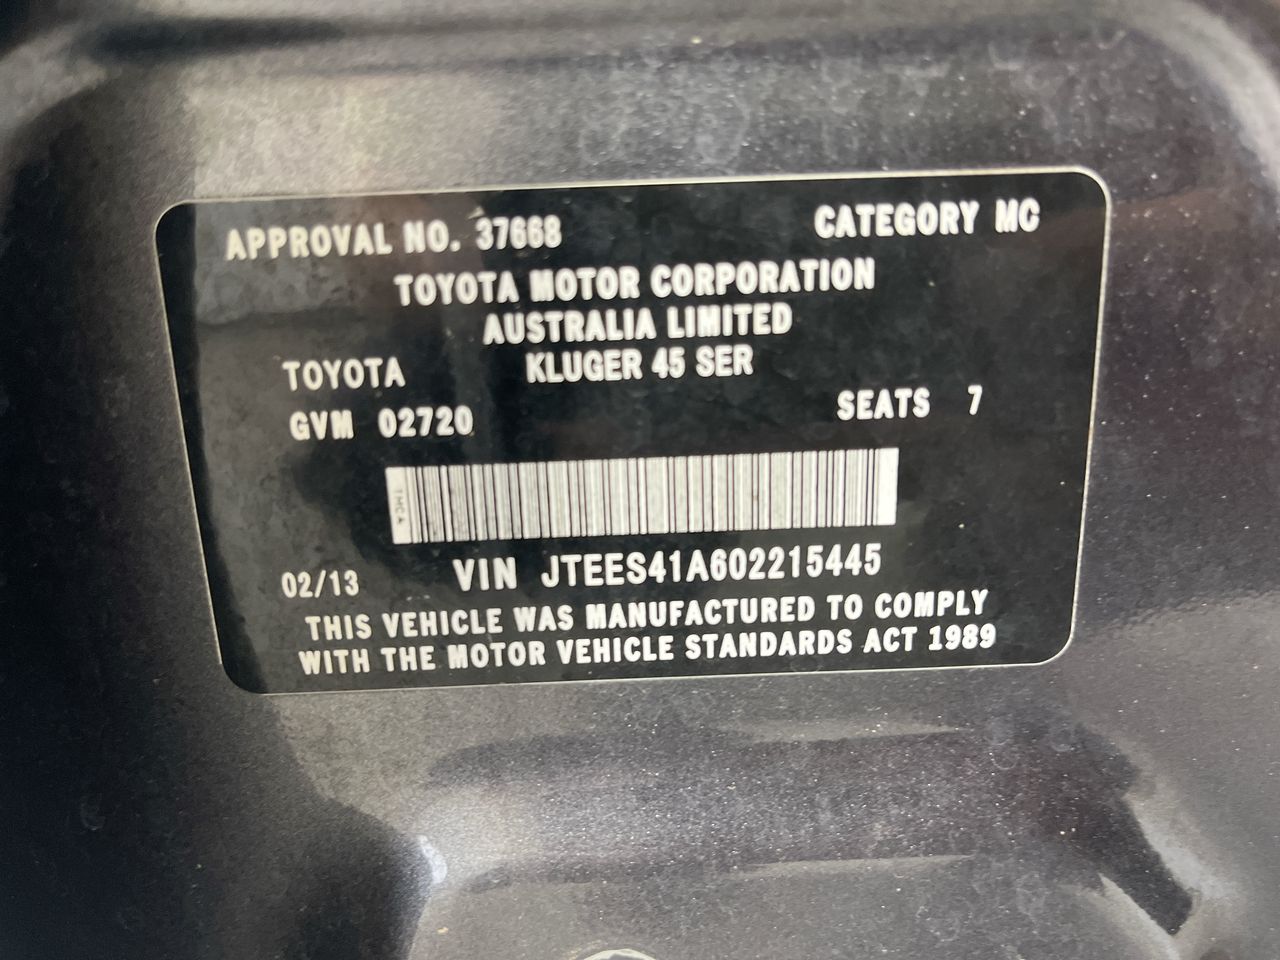 APPROVAL NO. 37668 CATEGORY MC
TOYOTA MOTOR CORPORATION
AUSTRALIA LIMITED
TOYOTA KLUGER 45 SER
GVM 02720 SEATS 7
TMCA
02/13 VIN JTEES41A602215445
THIS VEHICLE WAS MANUFACTURED TO COMPLY
WITH THE MOTOR VEHICLE STANDARDS ACT 1989